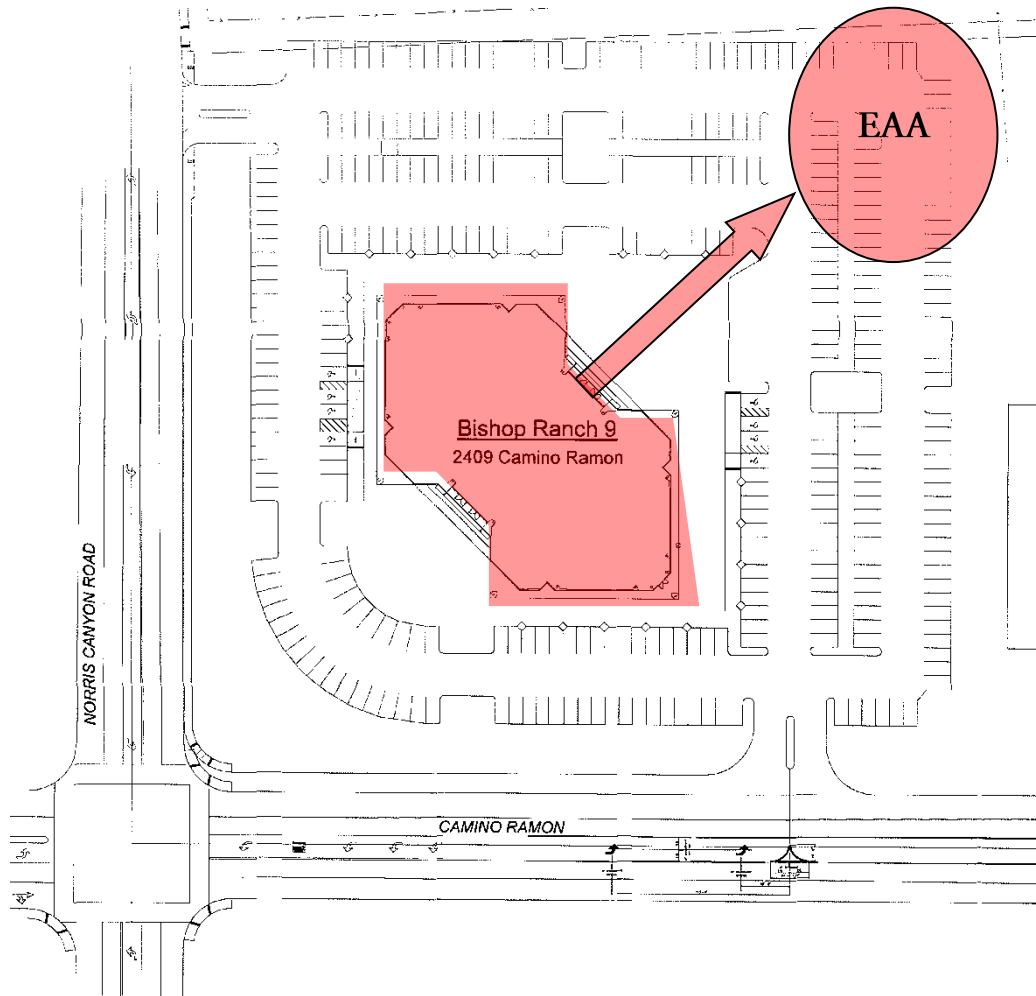 EAA
Bishop Ranch 9
2409 Camino Ramon
NORRIS CANYON ROAD
CAMINO RAMON